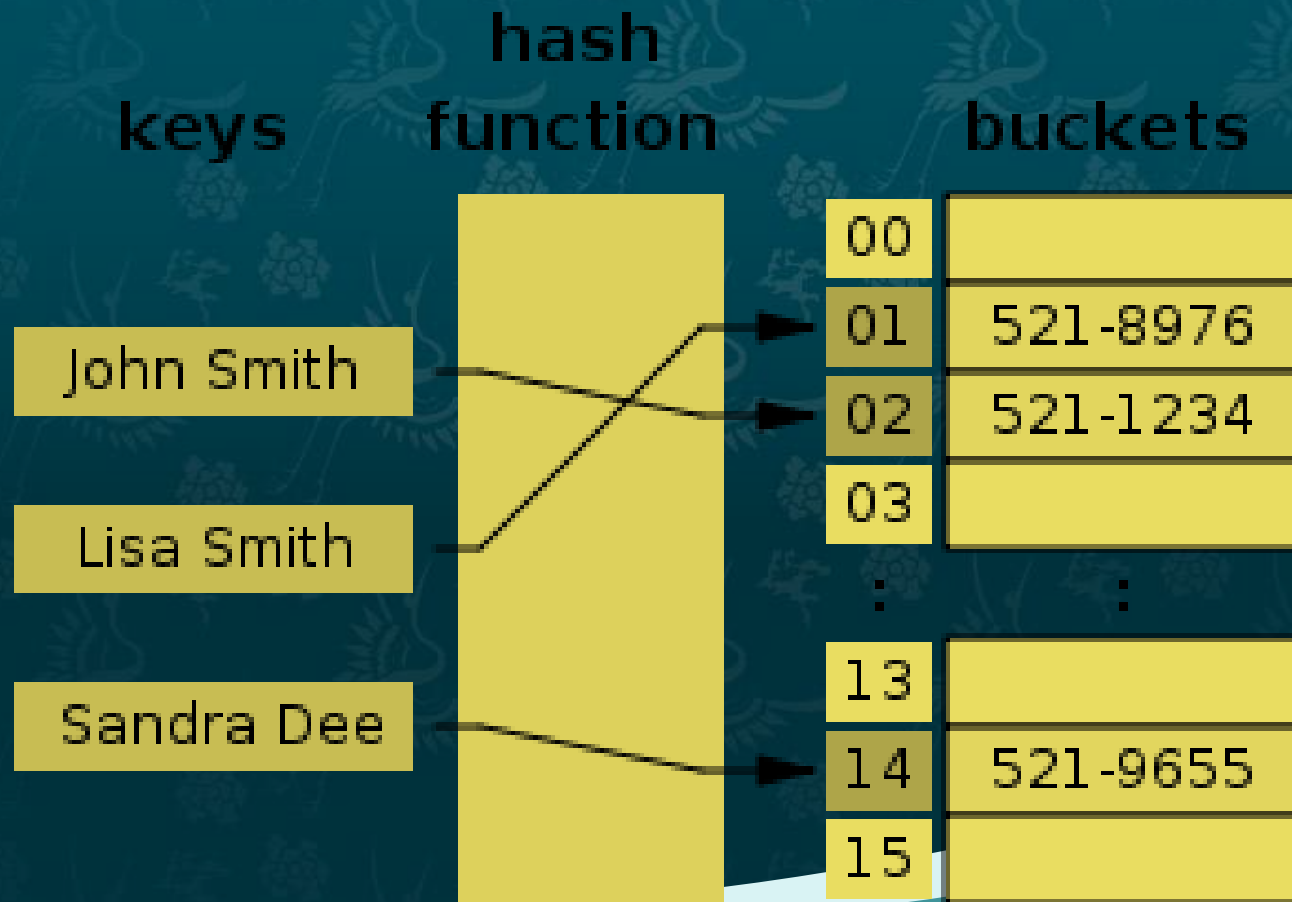 hash
keys function buckets
00
01 521-8976
John Smith
02 521-1234
03
Lisa Smith
: :
13
Sandra Dee
14 521-9655
15